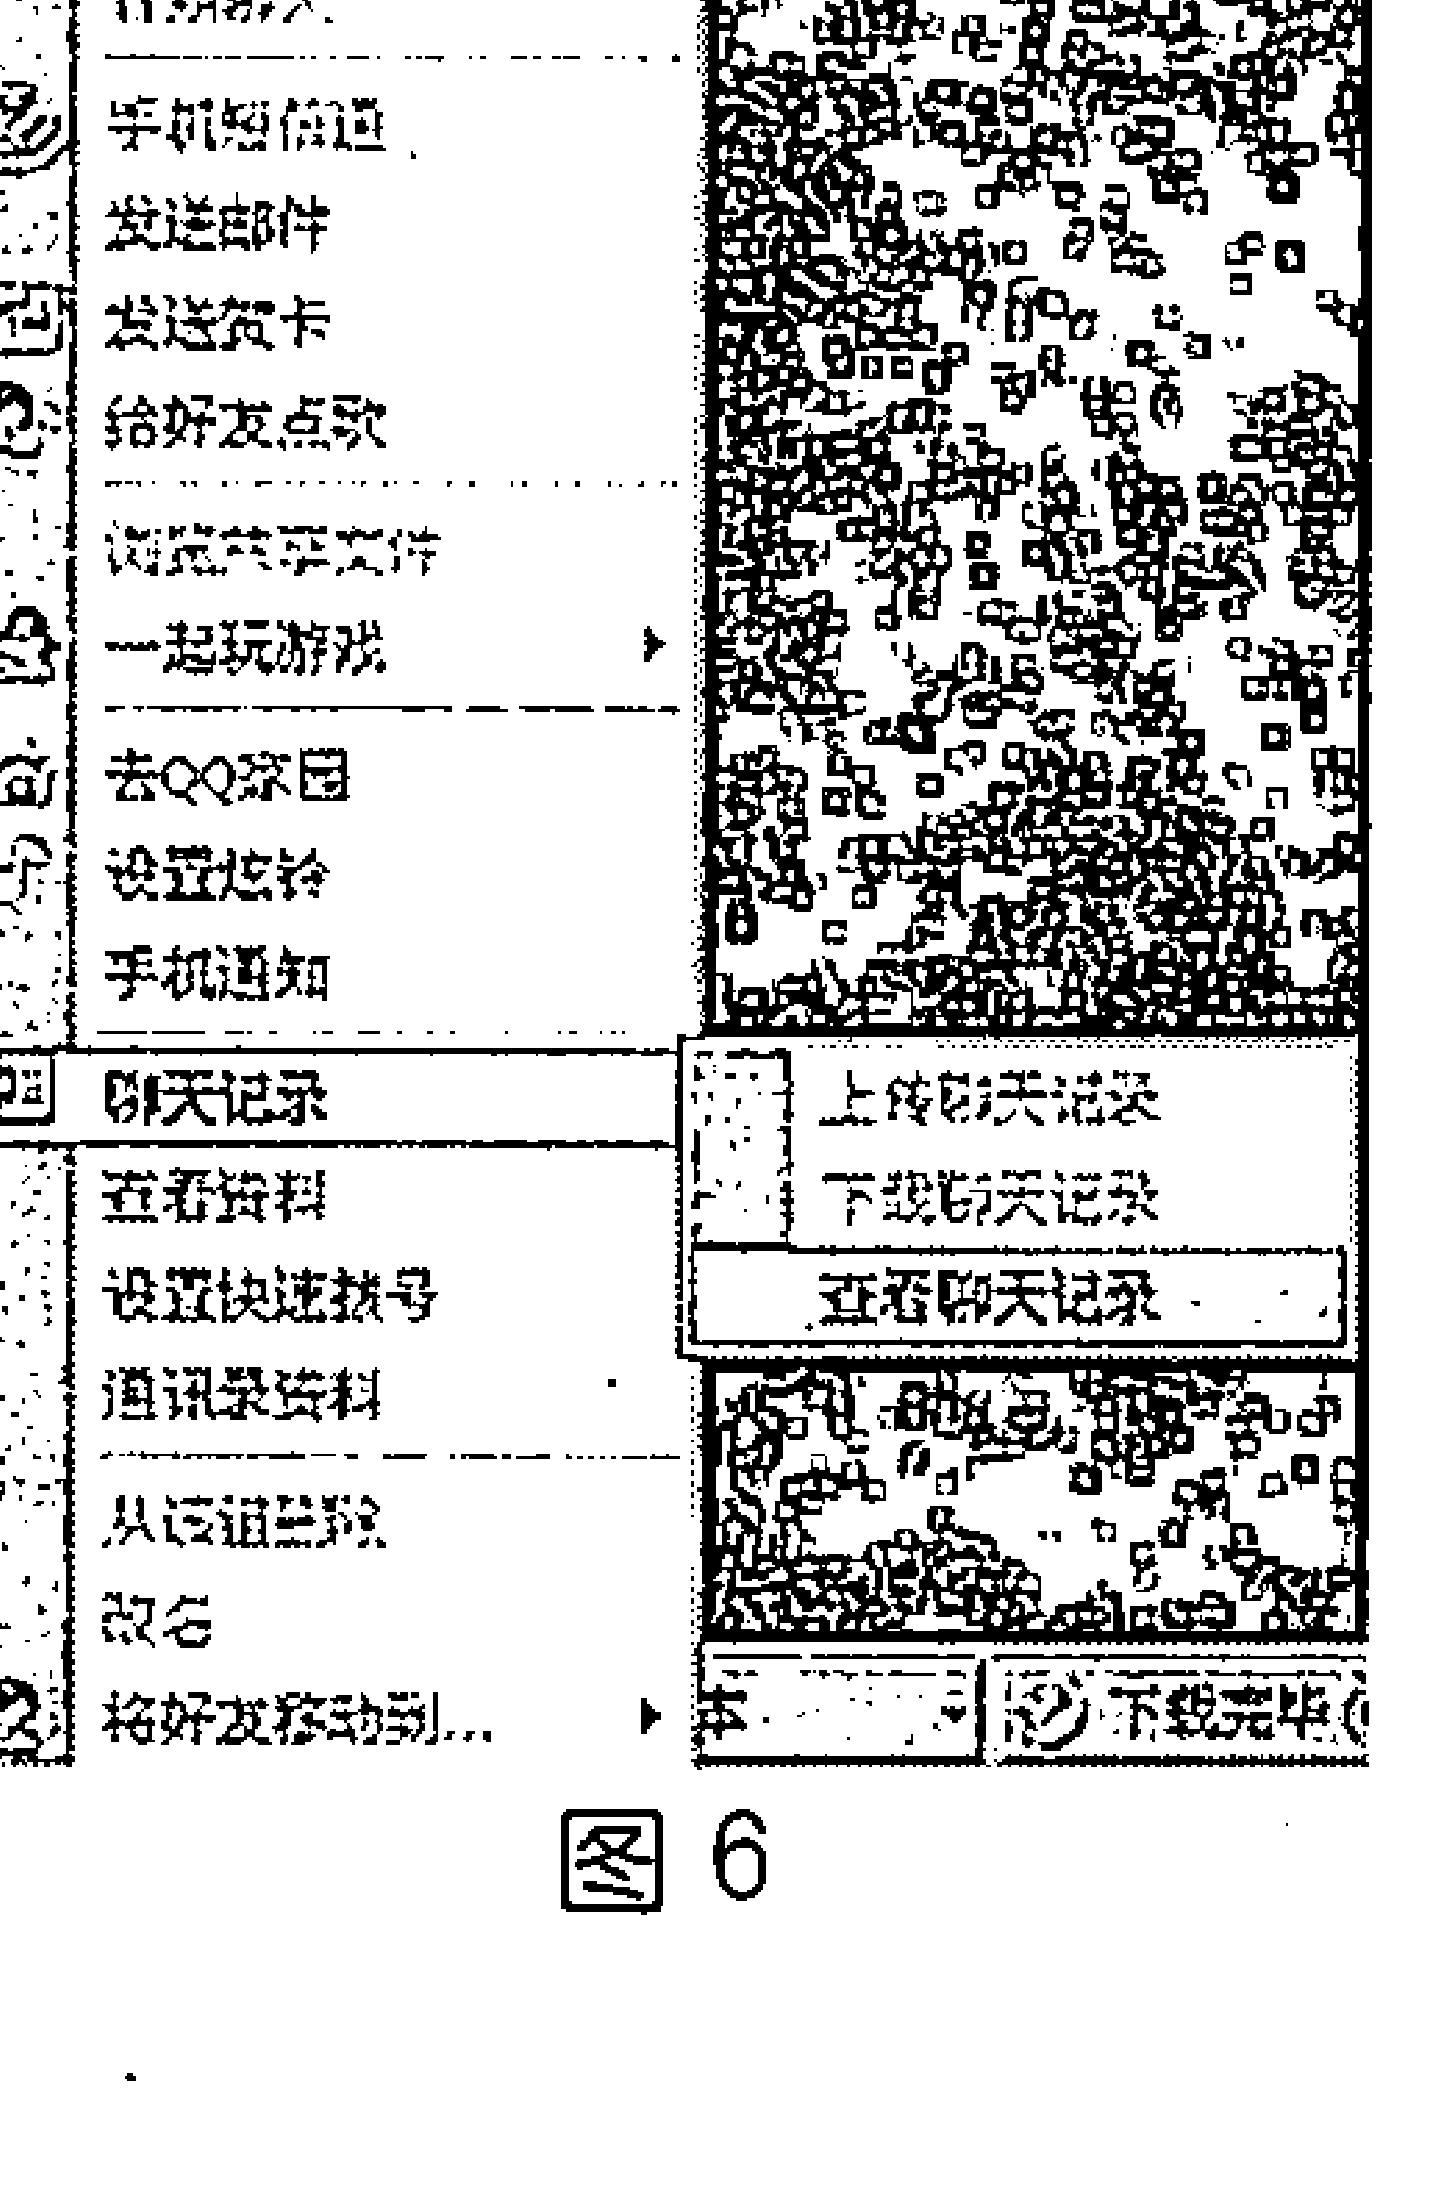 手机短信通
发送邮件
发送贺卡
给好友点歌
浏览共享文件
一起玩游戏
去QQ家园
设置炫铃
手机通知
聊天记录
上传聊天记录
下载聊天记录
查看资料
查看聊天记录
设置快速拨号
通讯录资料
从该组删除
改名
将好友移动到...
本
下载完毕(
图 6